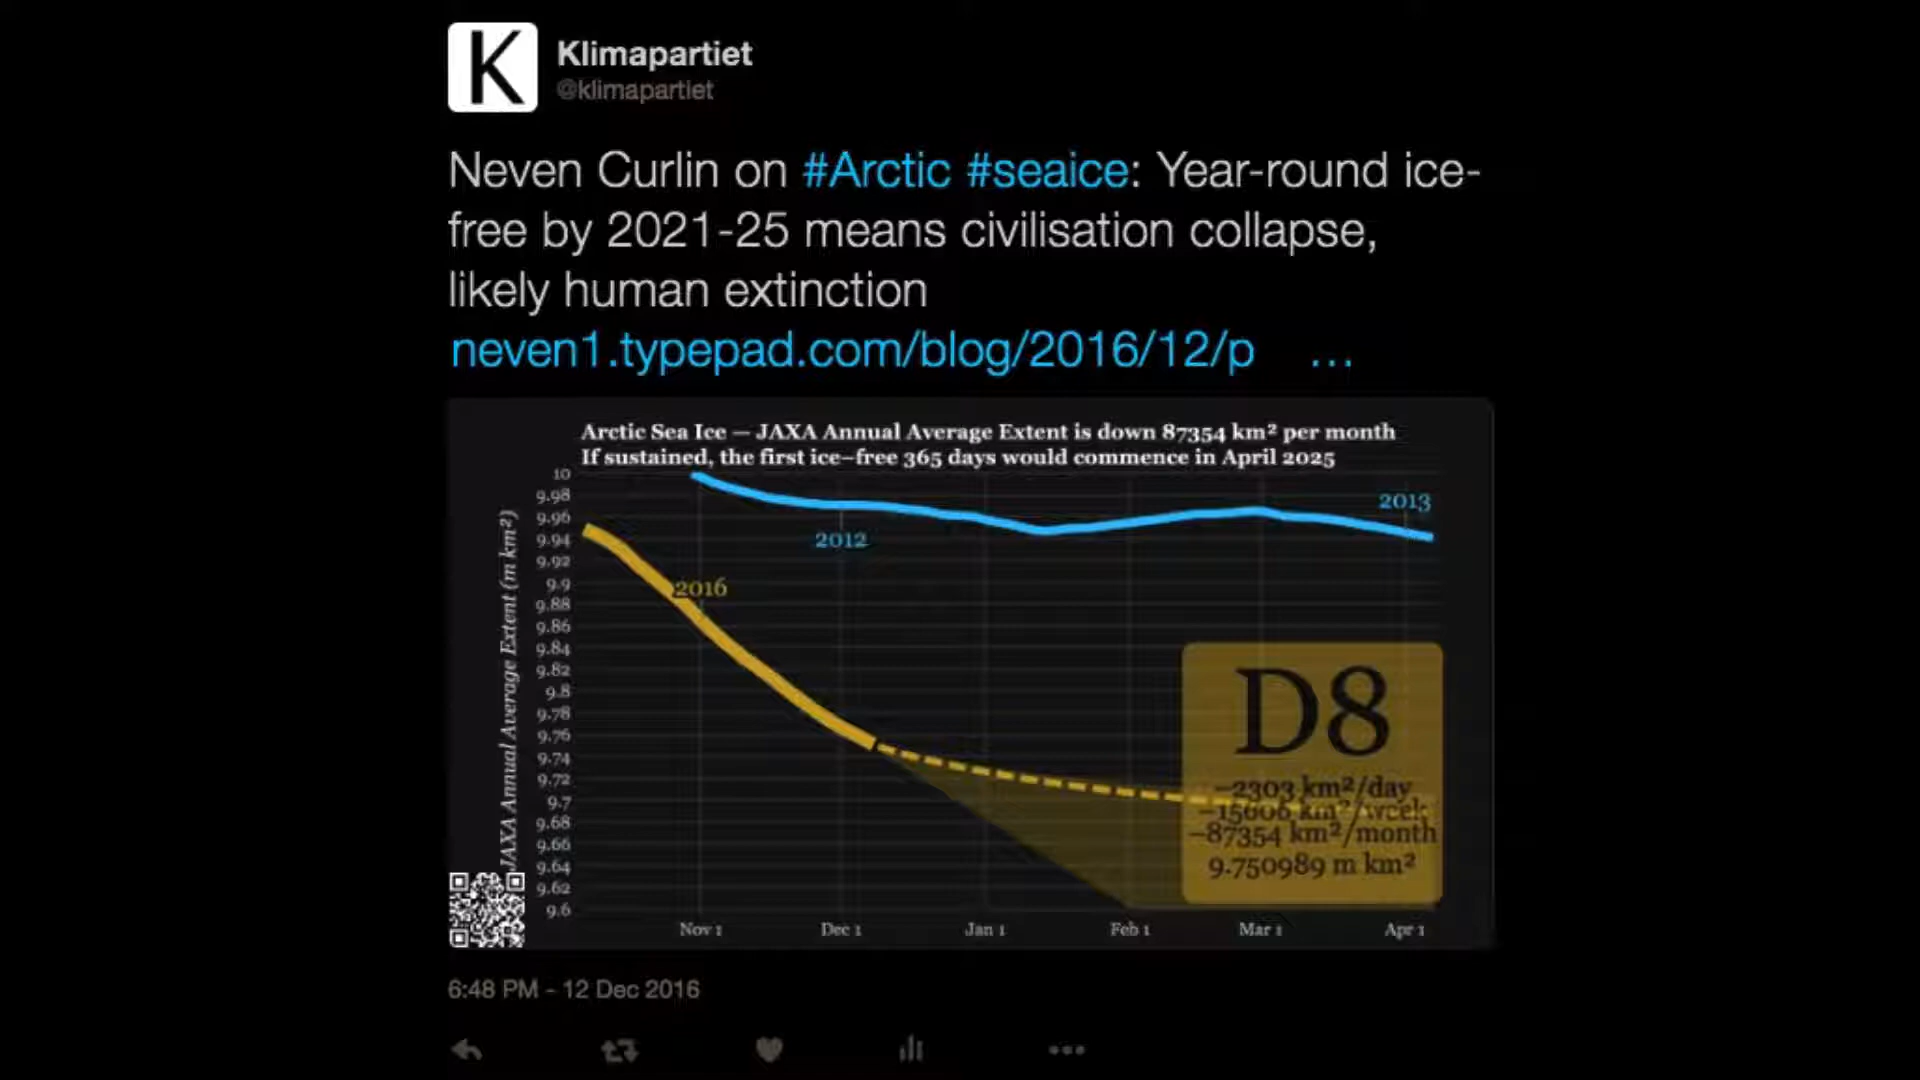 K
Klimapartiet
@klimapartiet
Neven Curlin on #Arctic #seaice: Year-round ice-
free by 2021-25 means civilisation collapse,
likely human extinction
neven1.typepad.com/blog/2016/12/p …
Arctic Sea Ice — JAXA Annual Average Extent is down 87354 km² per month
If sustained, the first ice–free 365 days would commence in April 2025
JAXA Annual Average Extent (m km²)
10
9.98
9.96
9.94
9.92
9.9
9.88
9.86
9.84
9.82
9.8
9.78
9.76
9.74
9.72
9.7
9.68
9.66
9.64
9.62
9.6
2013
2012
2016
D8
–2303 km²/day
–15606 km²/week
–87354 km²/month
9.750989 m km²
Nov 1 Dec 1 Jan 1 Feb 1 Mar 1 Apr 1
6:48 PM - 12 Dec 2016